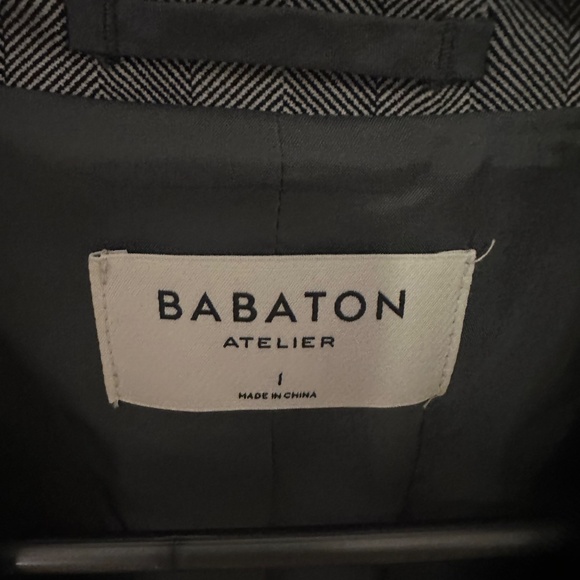 BABATON
ATELIER
1
MADE IN CHINA